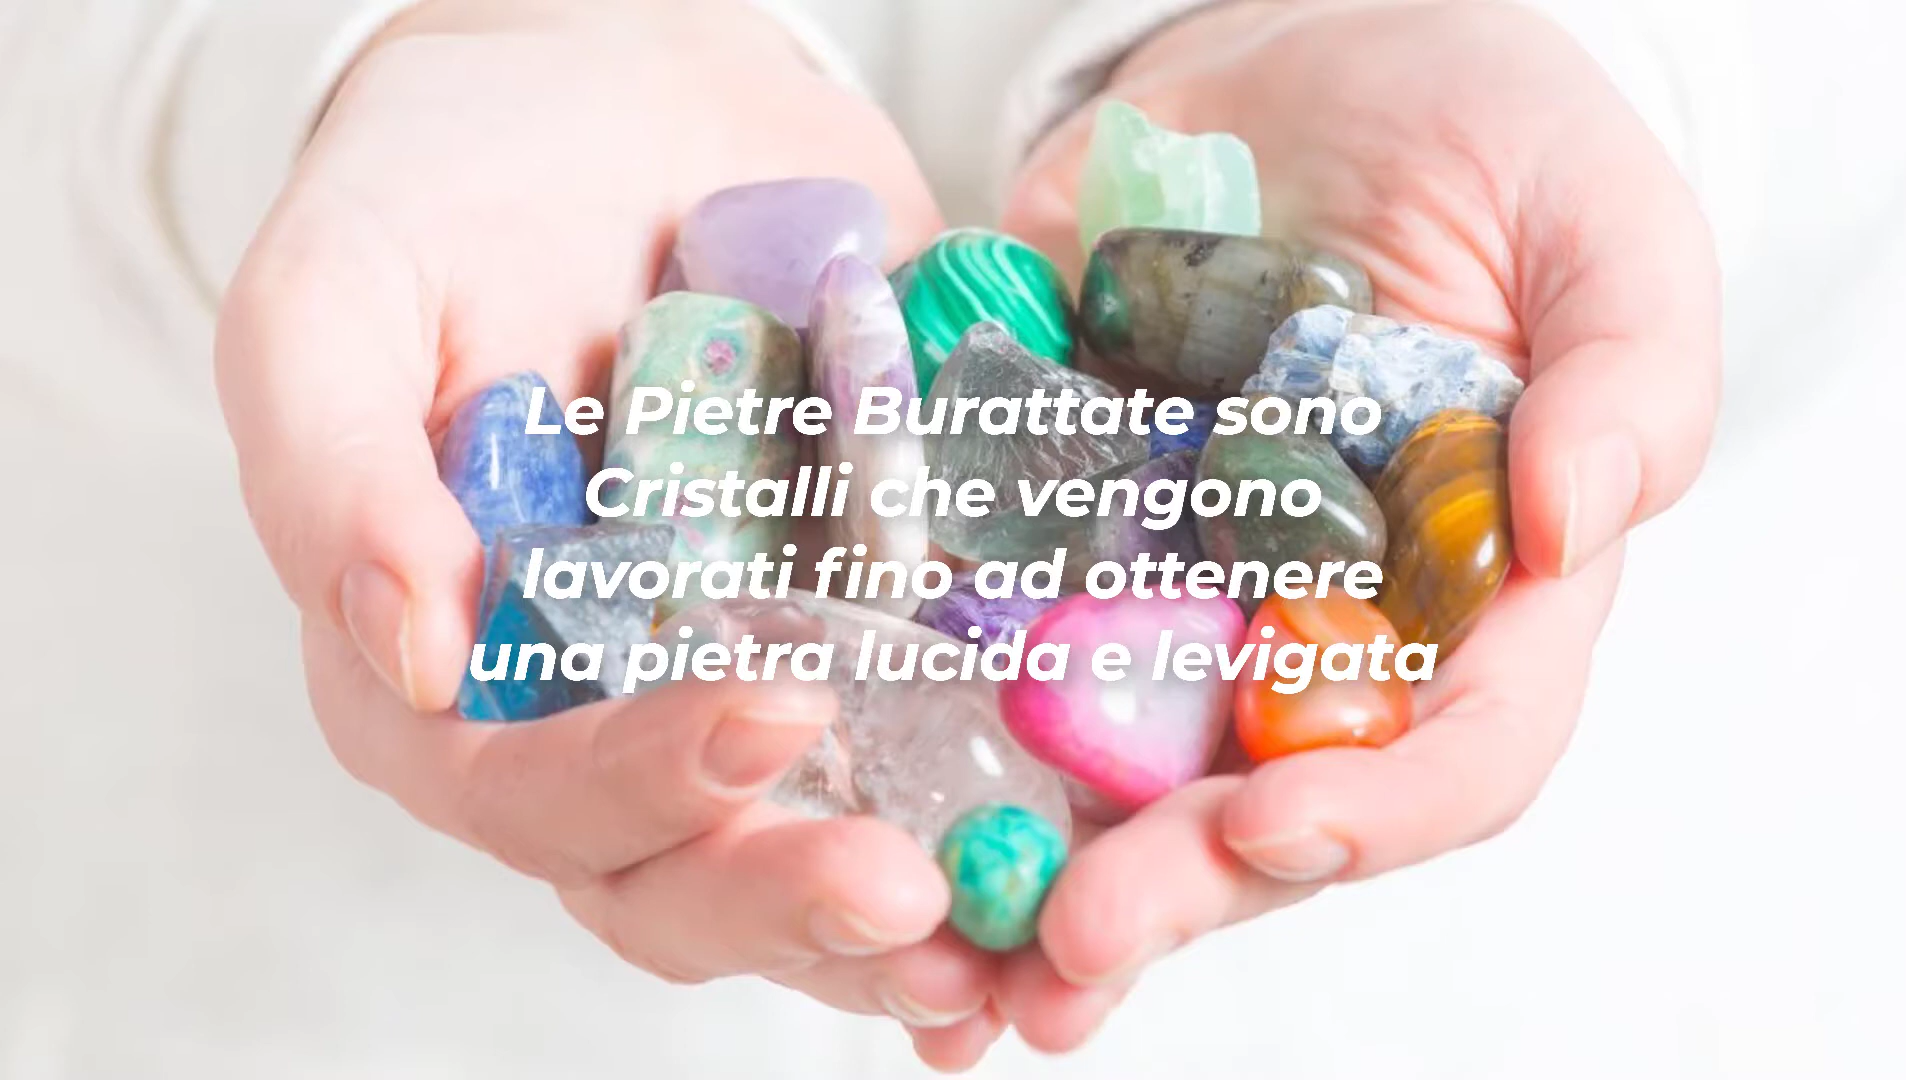 Le Pietre Burattate sono
Cristalli che vengono
lavorati fino ad ottenere
una pietra lucida e levigata